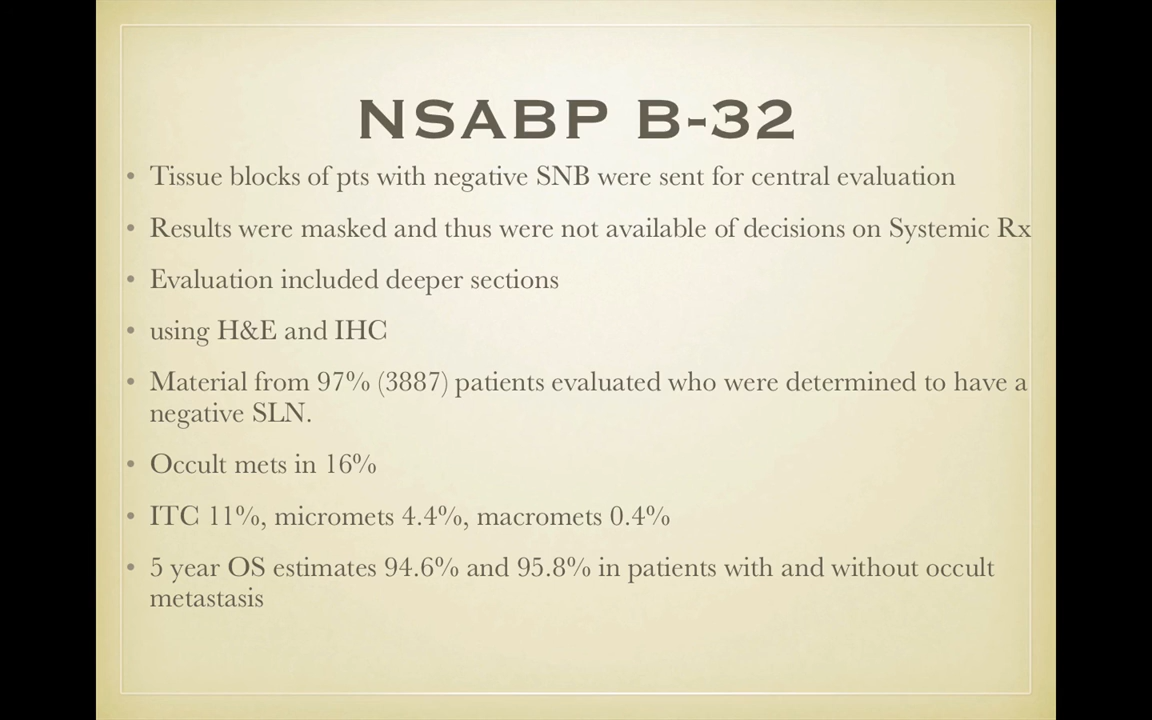 NSABP B-32
• Tissue blocks of pts with negative SNB were sent for central evaluation
• Results were masked and thus were not available of decisions on Systemic Rx
• Evaluation included deeper sections
• using H&E and IHC
• Material from 97% (3887) patients evaluated who were determined to have a
negative SLN.
• Occult mets in 16%
• ITC 11%, micromets 4.4%, macromets 0.4%
• 5 year OS estimates 94.6% and 95.8% in patients with and without occult
metastasis